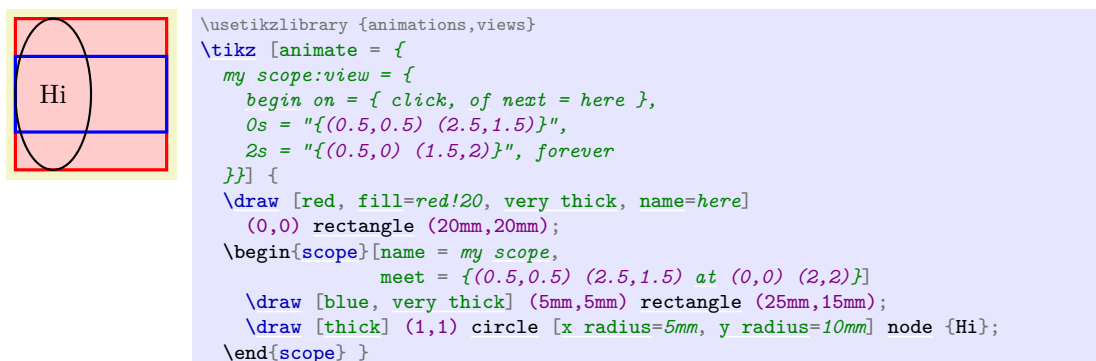 Hi
\usetikzlibrary {animations,views}
\tikz [animate = {
my scope:view = {
begin on = { click, of next = here },
0s = "{(0.5,0.5) (2.5,1.5)}",
2s = "{(0.5,0) (1.5,2)}", forever
}}] {
\draw [red, fill=red!20, very thick, name=here]
(0,0) rectangle (20mm,20mm);
\begin{scope}[name = my scope,
meet = {(0.5,0.5) (2.5,1.5) at (0,0) (2,2)}]
\draw [blue, very thick] (5mm,5mm) rectangle (25mm,15mm);
\draw [thick] (1,1) circle [x radius=5mm, y radius=10mm] node {Hi};
\end{scope} }